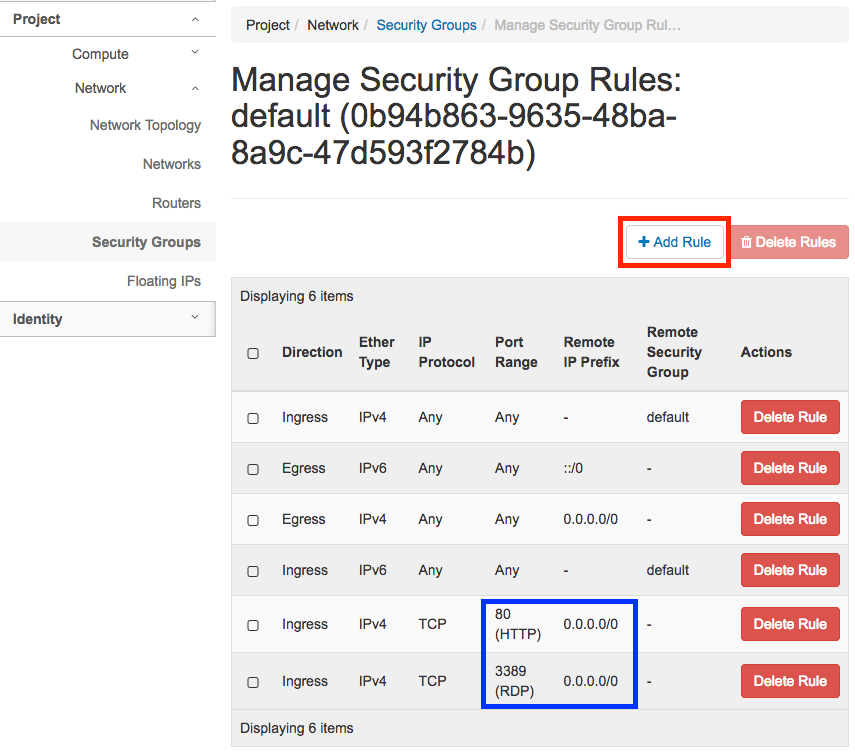 Project
Compute
Network
Network Topology
Networks
Routers
Security Groups
Floating IPs
Identity
Project / Network / Security Groups / Manage Security Group Rul...
Manage Security Group Rules:
default (0b94b863-9635-48ba-
8a9c-47d593f2784b)
+ Add Rule Delete Rules
Displaying 6 items
Direction Ether Type IP Protocol Port Range Remote IP Prefix Remote Security Group Actions
Ingress IPv4 Any Any - default Delete Rule
Egress IPv6 Any Any ::/0 - Delete Rule
Egress IPv4 Any Any 0.0.0.0/0 - Delete Rule
Ingress IPv6 Any Any - default Delete Rule
Ingress IPv4 TCP 80 (HTTP) 0.0.0.0/0 - Delete Rule
Ingress IPv4 TCP 3389 (RDP) 0.0.0.0/0 - Delete Rule
Displaying 6 items